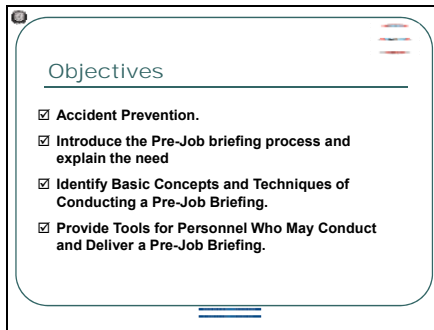 Objectives
☑ Accident Prevention.
☑ Introduce the Pre-Job briefing process and
explain the need
☑ Identify Basic Concepts and Techniques of
Conducting a Pre-Job Briefing.
☑ Provide Tools for Personnel Who May Conduct
and Deliver a Pre-Job Briefing.